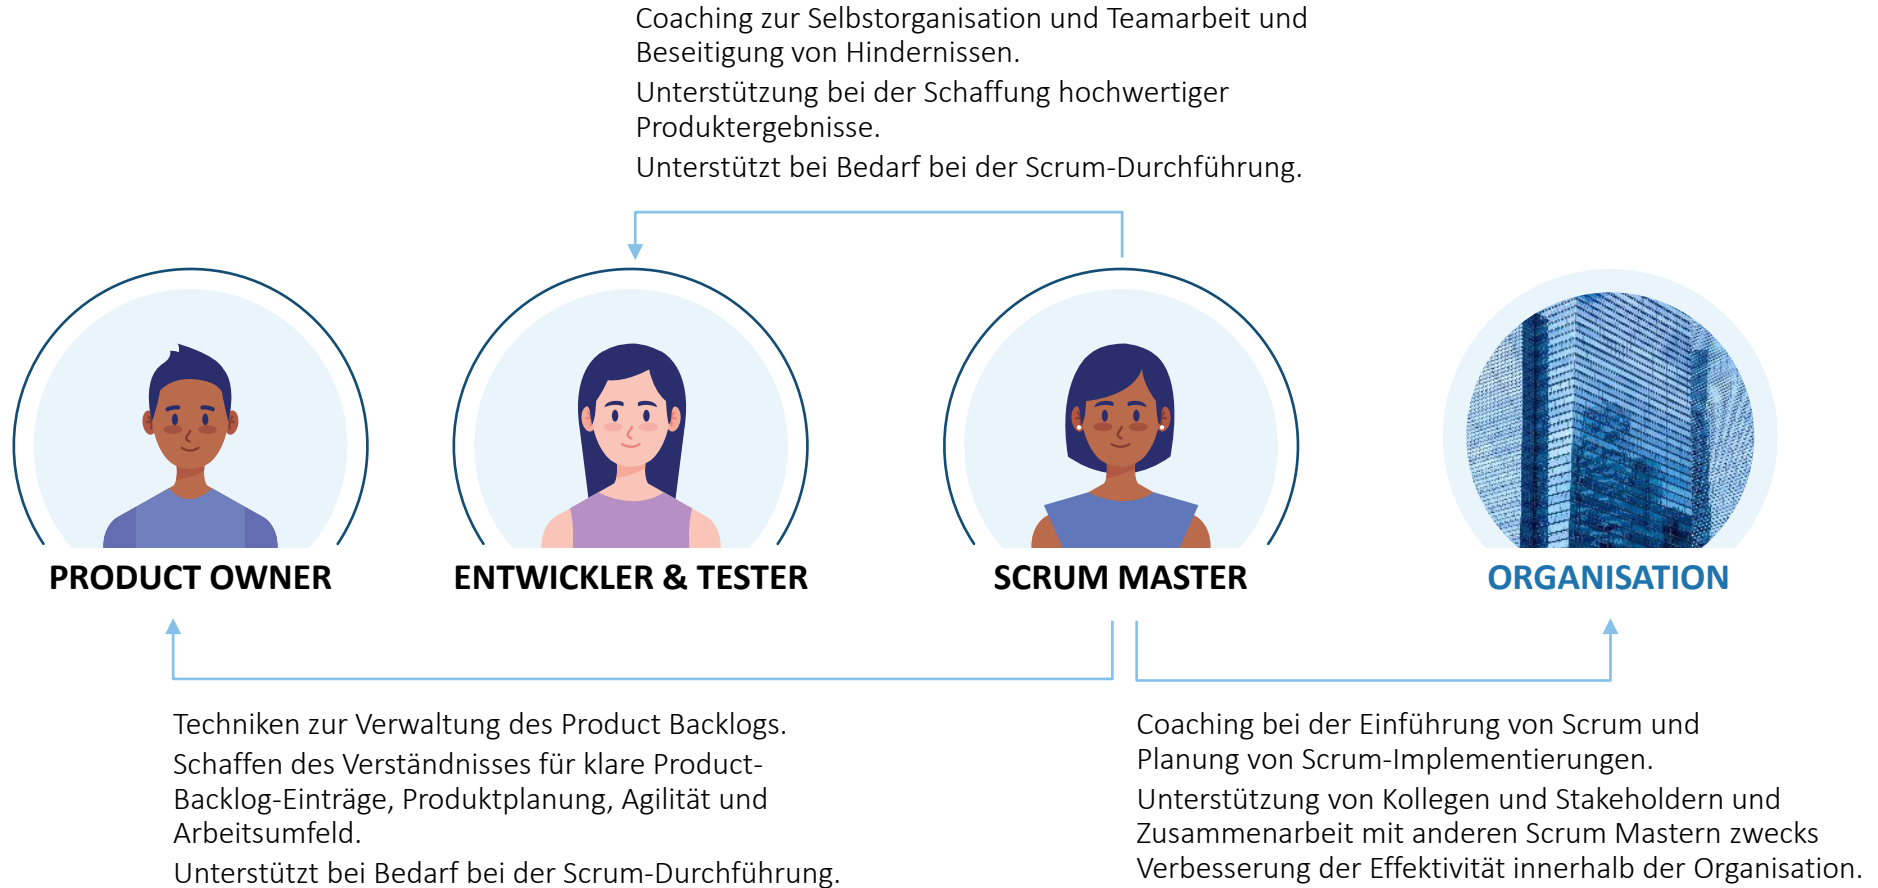 Coaching zur Selbstorganisation und Teamarbeit und
Beseitigung von Hindernissen.
Unterstützung bei der Schaffung hochwertiger
Produktergebnisse.
Unterstützt bei Bedarf bei der Scrum-Durchführung.
PRODUCT OWNER
ENTWICKLER & TESTER
SCRUM MASTER
ORGANISATION
Techniken zur Verwaltung des Product Backlogs.
Schaffen des Verständnisses für klare Product-
Backlog-Einträge, Produktplanung, Agilität und
Arbeitsumfeld.
Unterstützt bei Bedarf bei der Scrum-Durchführung.
Coaching bei der Einführung von Scrum und
Planung von Scrum-Implementierungen.
Unterstützung von Kollegen und Stakeholdern und
Zusammenarbeit mit anderen Scrum Mastern zwecks
Verbesserung der Effektivität innerhalb der Organisation.